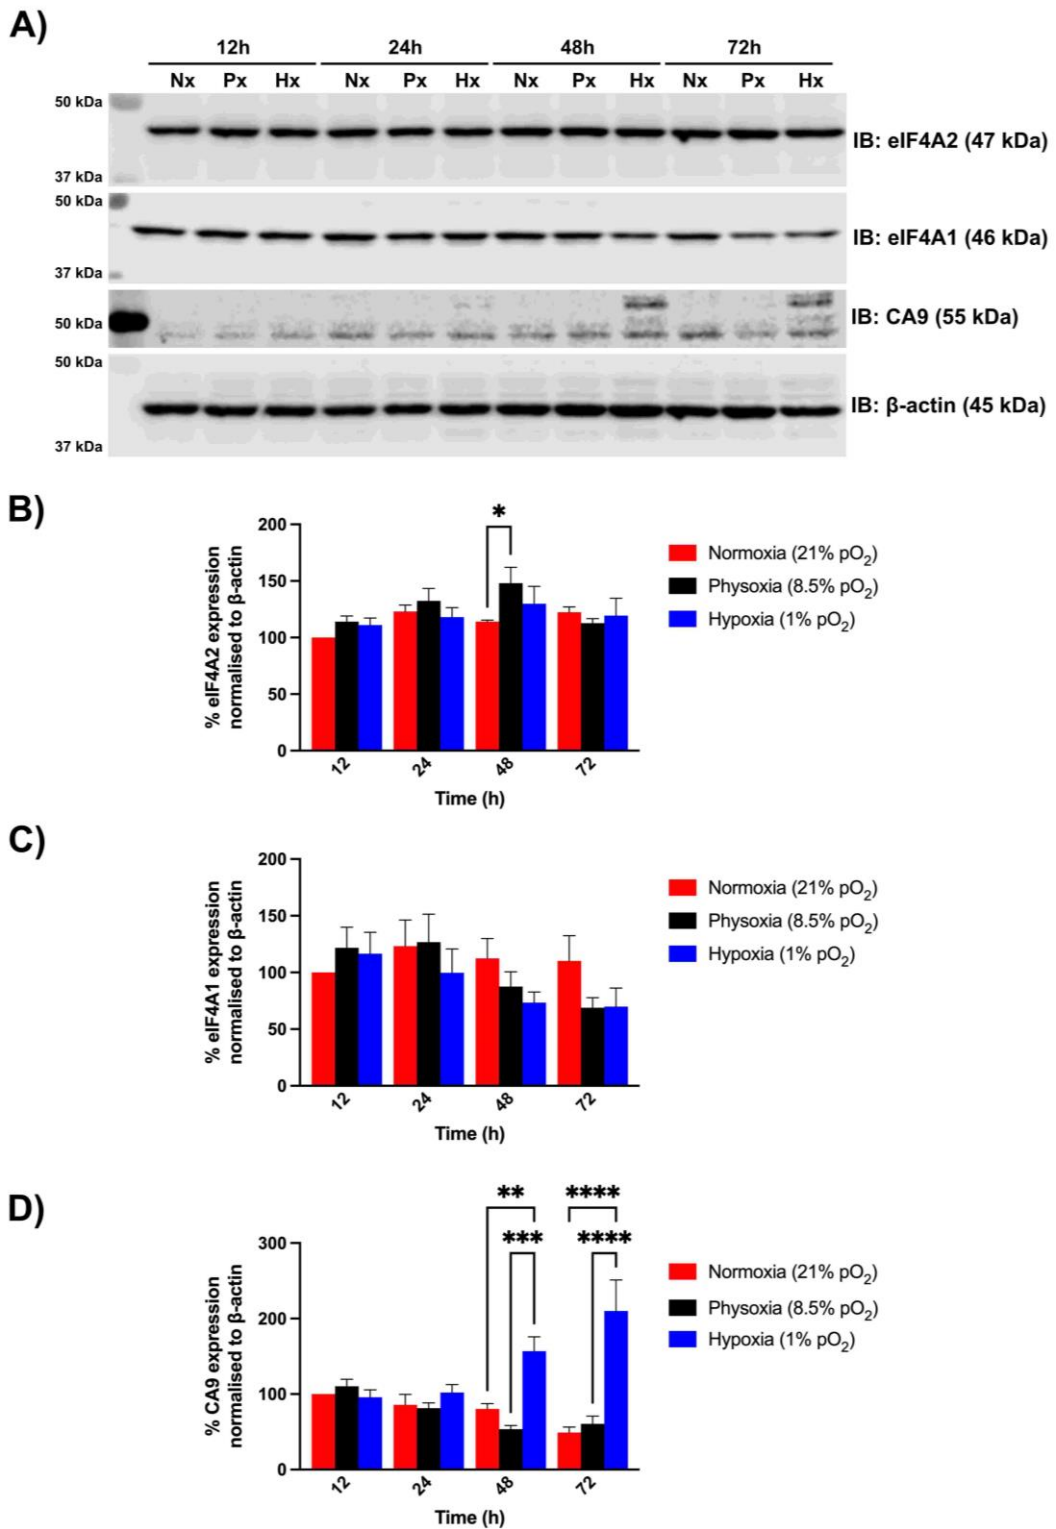 A)
12h 24h 48h 72h
Nx Px Hx Nx Px Hx Nx Px Hx Nx Px Hx
50 kDa
IB: eIF4A2 (47 kDa)
37 kDa
50 kDa
IB: eIF4A1 (46 kDa)
37 kDa
50 kDa
IB: CA9 (55 kDa)
50 kDa
IB: β-actin (45 kDa)
37 kDa
B)
% eIF4A2 expression
normalised to β-actin
200
150
100
50
0
*
12 24 48 72
Time (h)
Normoxia (21% pO₂)
Physoxia (8.5% pO₂)
Hypoxia (1% pO₂)
C)
% eIF4A1 expression
normalised to β-actin
200
150
100
50
0
12 24 48 72
Time (h)
Normoxia (21% pO₂)
Physoxia (8.5% pO₂)
Hypoxia (1% pO₂)
D)
% CA9 expression
normalised to β-actin
300
200
100
0
** ****
*** ****
12 24 48 72
Time (h)
Normoxia (21% pO₂)
Physoxia (8.5% pO₂)
Hypoxia (1% pO₂)